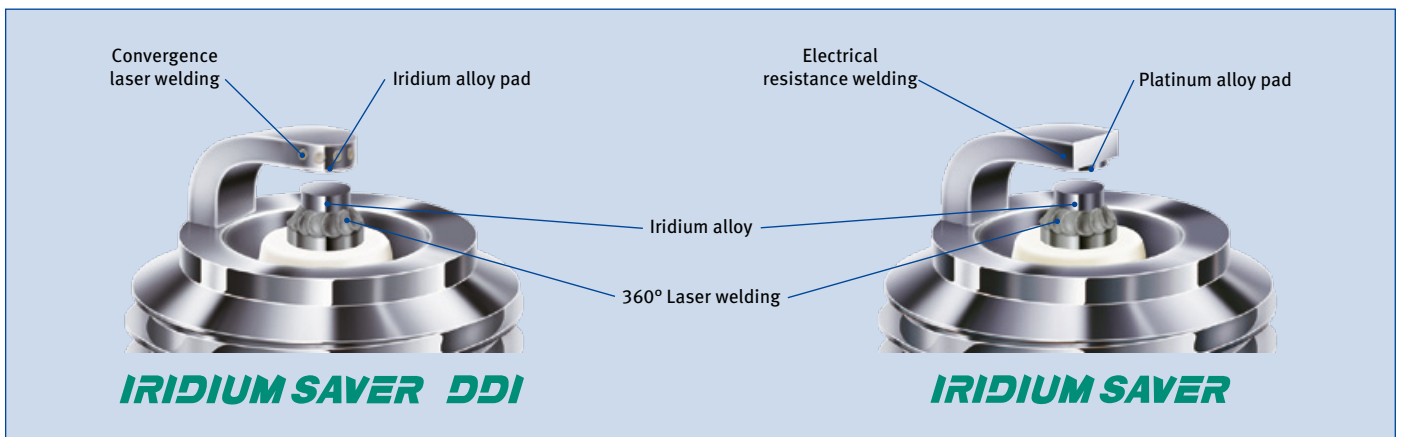 Convergence
laser welding
Iridium alloy pad
Electrical
resistance welding
Platinum alloy pad
Iridium alloy
360° Laser welding
IRIDIUM SAVER DDI
IRIDIUM SAVER